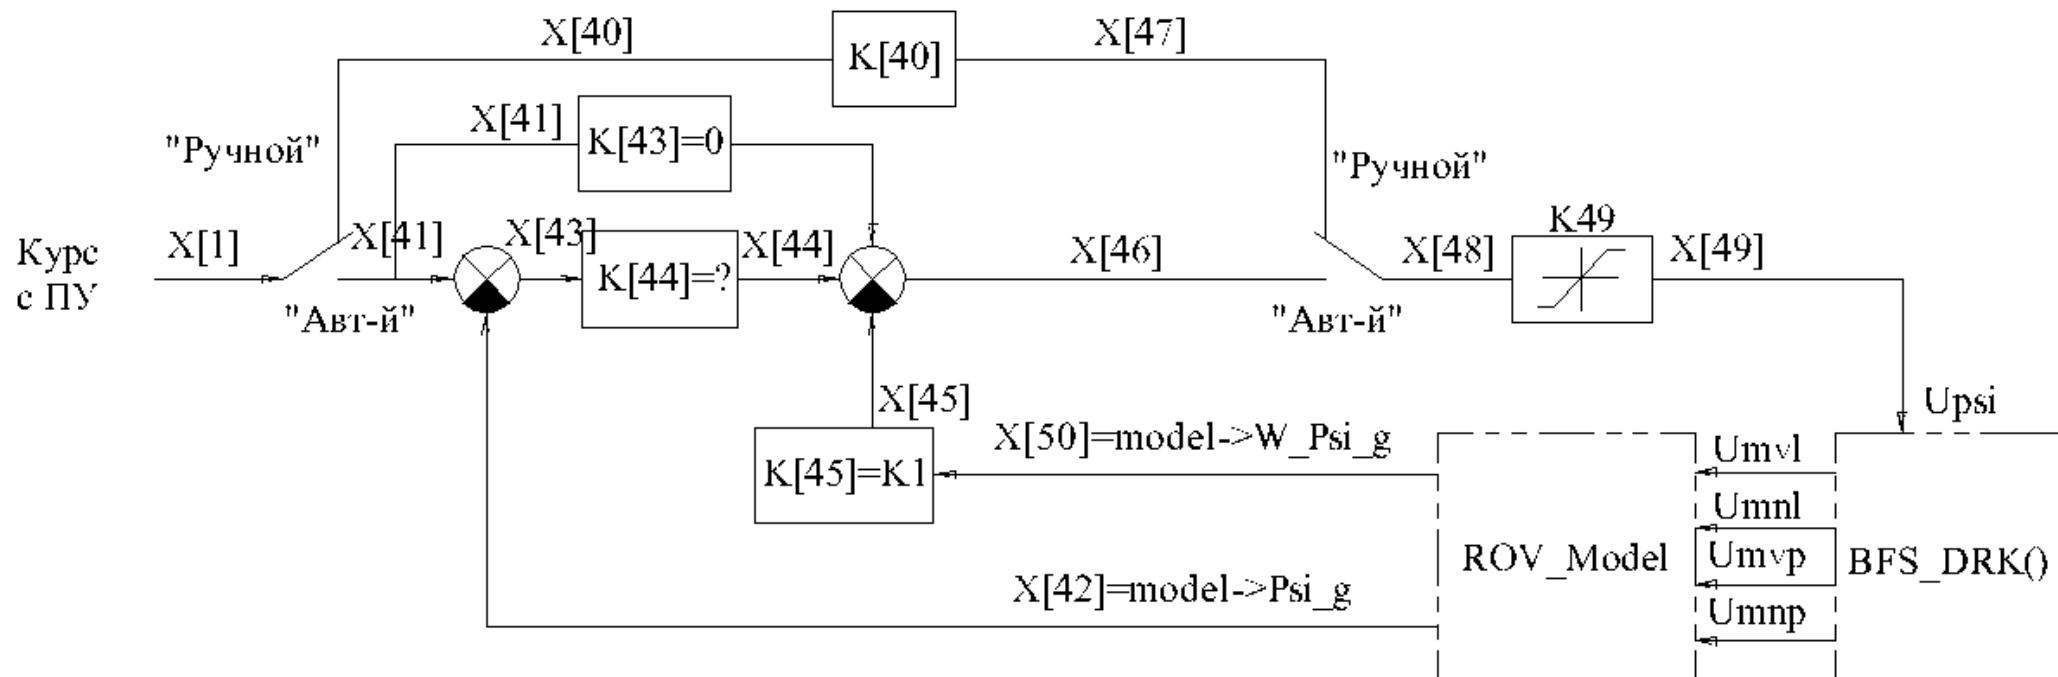 X[40]
K[40]
X[47]
X[41]
K[43]=0
"Ручной"
"Ручной"
Курс
с ПУ
X[1]
X[41]
X[43]
K[44]=?
X[44]
X[46]
X[48]
K49
X[49]
"Авт-й"
"Авт-й"
X[45]
Upsi
K[45]=K1
X[50]=model->W_Psi_g
Umvl
Umnl
ROV_Model
Umvp
BFS_DRK()
X[42]=model->Psi_g
Umnp